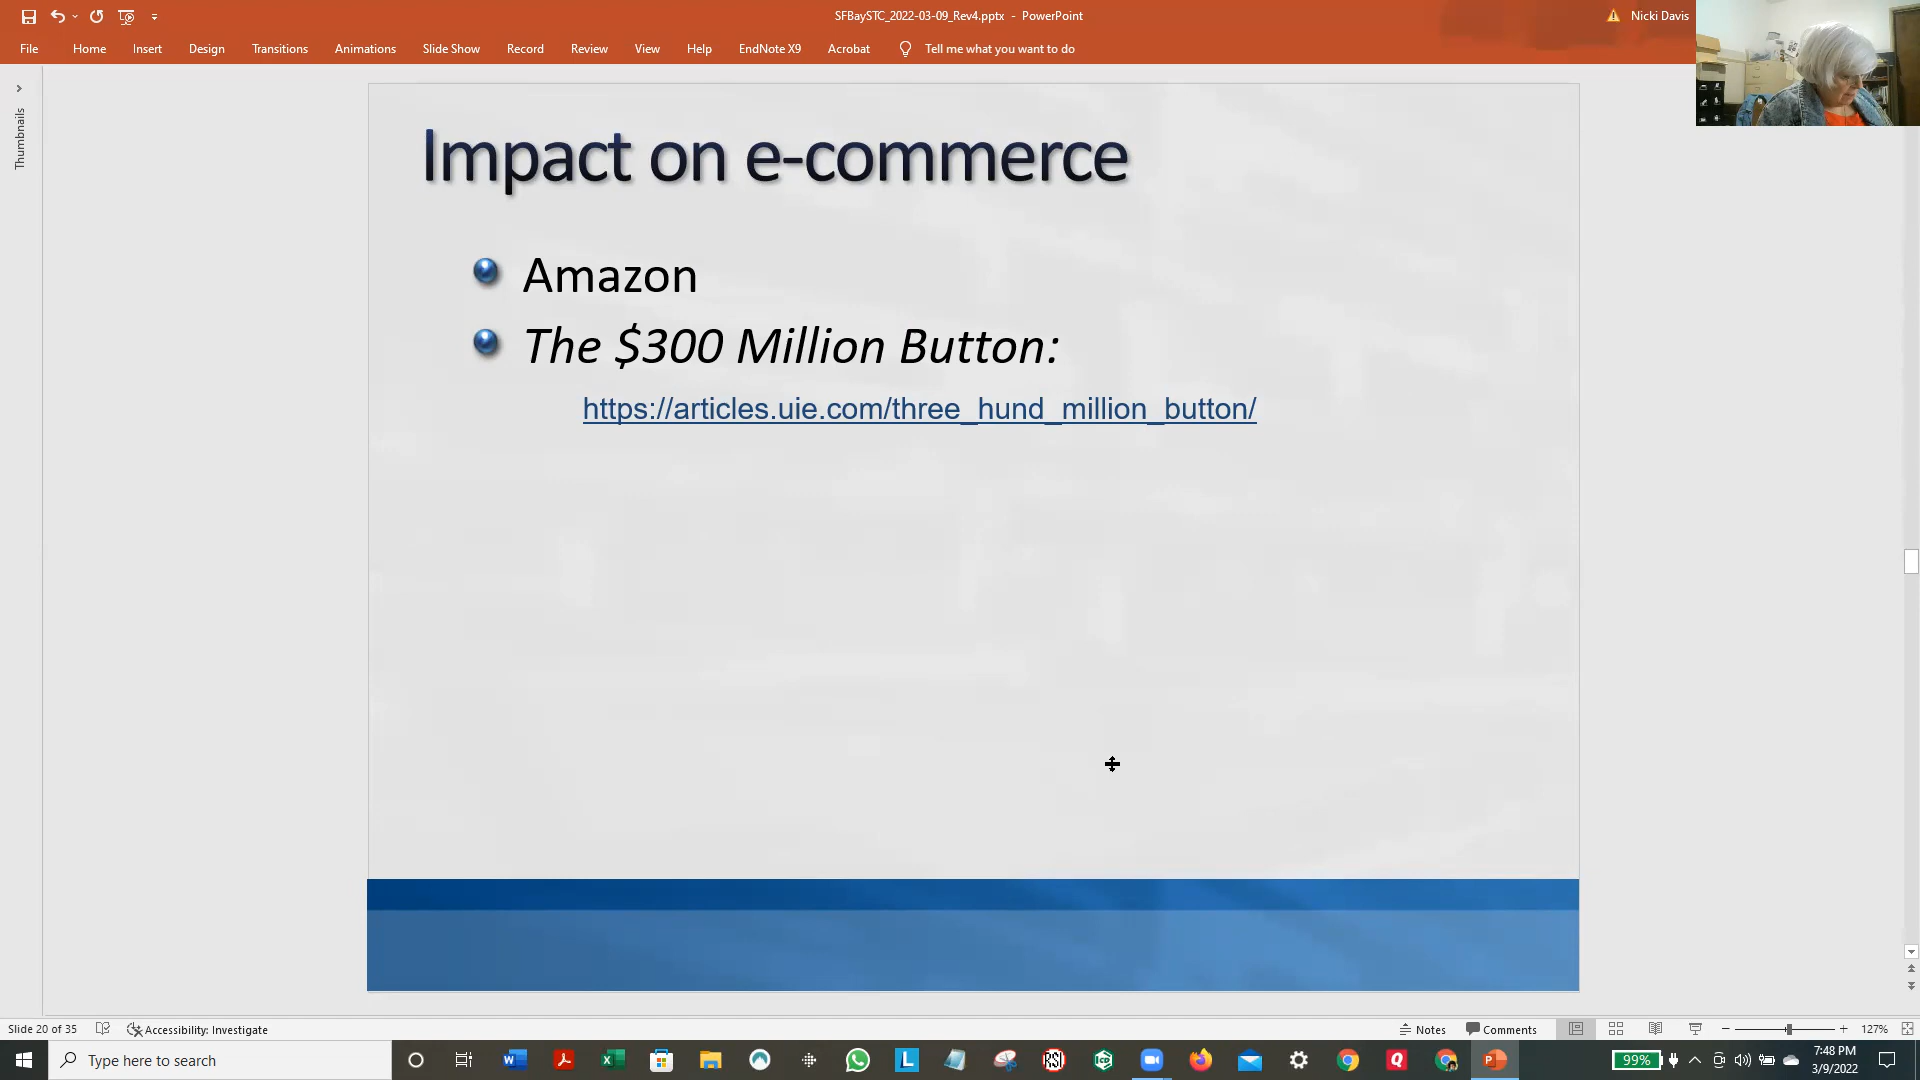 SFBaySTC_2022-03-09_Rev4.pptx - PowerPoint
Nicki Davis
File Home Insert Design Transitions Animations Slide Show Record Review View Help EndNote X9 Acrobat Tell me what you want to do
Thumbnails
Impact on e-commerce
Amazon
The $300 Million Button:
https://articles.uie.com/three_hund_million_button/
Slide 20 of 35 Accessibility: Investigate Notes Comments 127%
Type here to search
99%
7:48 PM
3/9/2022